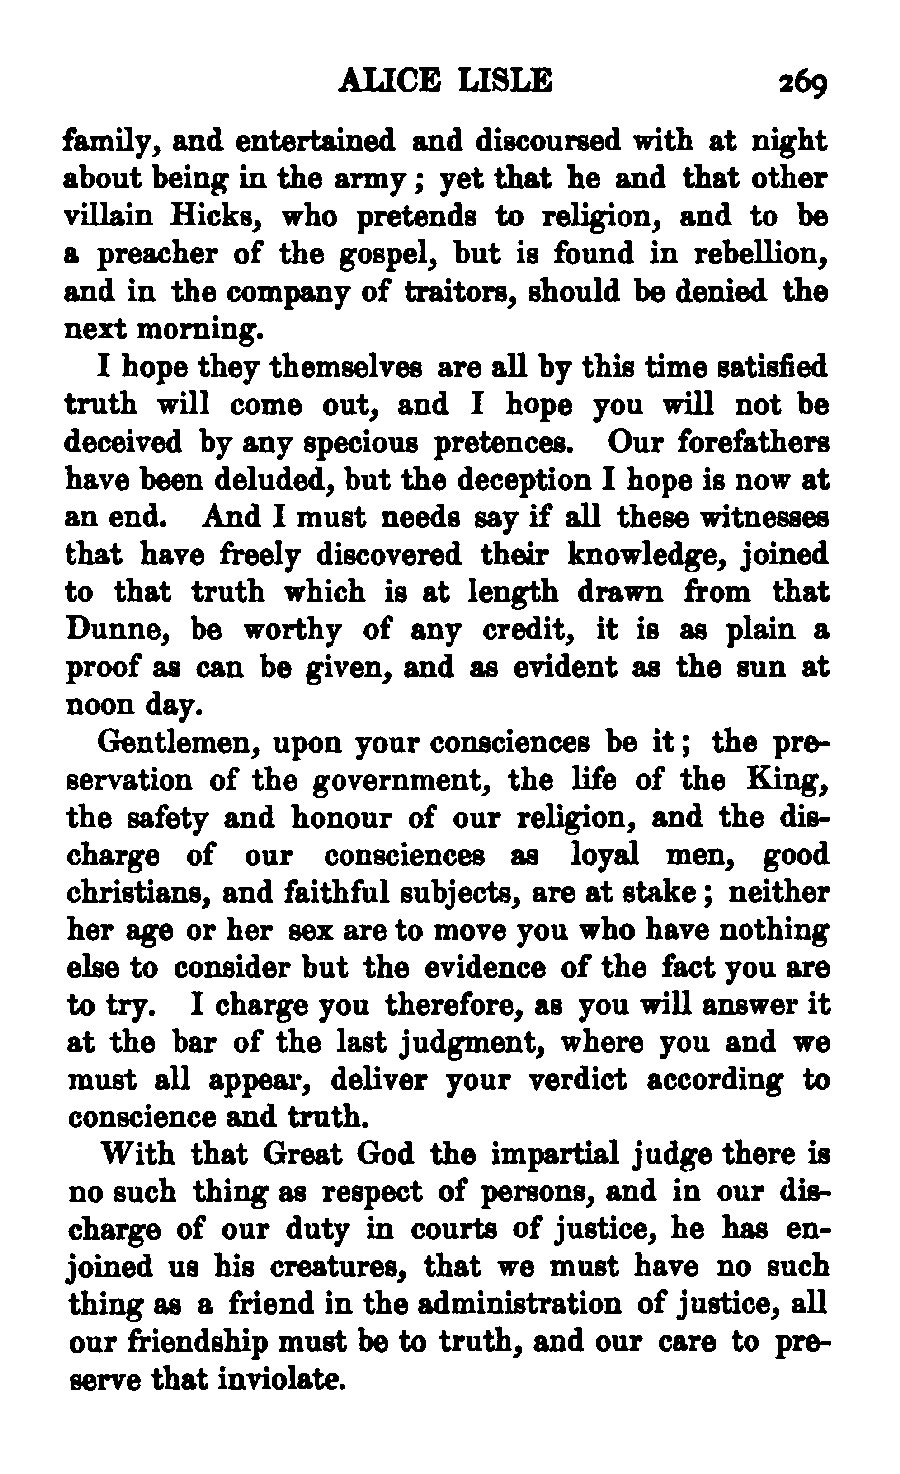 ALICE LISLE 269
family, and entertained and discoursed with at night
about being in the army; yet that he and that other
villain Hicks, who pretends to religion, and to be
a preacher of the gospel, but is found in rebellion,
and in the company of traitors, should be denied the
next morning.
I hope they themselves are all by this time satisfied
truth will come out, and I hope you will not be
deceived by any specious pretences. Our forefathers
have been deluded, but the deception I hope is now at
an end. And I must needs say if all these witnesses
that have freely discovered their knowledge, joined
to that truth which is at length drawn from that
Dunne, be worthy of any credit, it is as plain a
proof as can be given, and as evident as the sun at
noon day.
Gentlemen, upon your consciences be it; the pre-
servation of the government, the life of the King,
the safety and honour of our religion, and the dis-
charge of our consciences as loyal men, good
christians, and faithful subjects, are at stake; neither
her age or her sex are to move you who have nothing
else to consider but the evidence of the fact you are
to try. I charge you therefore, as you will answer it
at the bar of the last judgment, where you and we
must all appear, deliver your verdict according to
conscience and truth.
With that Great God the impartial judge there is
no such thing as respect of persons, and in our dis-
charge of our duty in courts of justice, he has en-
joined us his creatures, that we must have no such
thing as a friend in the administration of justice, all
our friendship must be to truth, and our care to pre-
serve that inviolate.